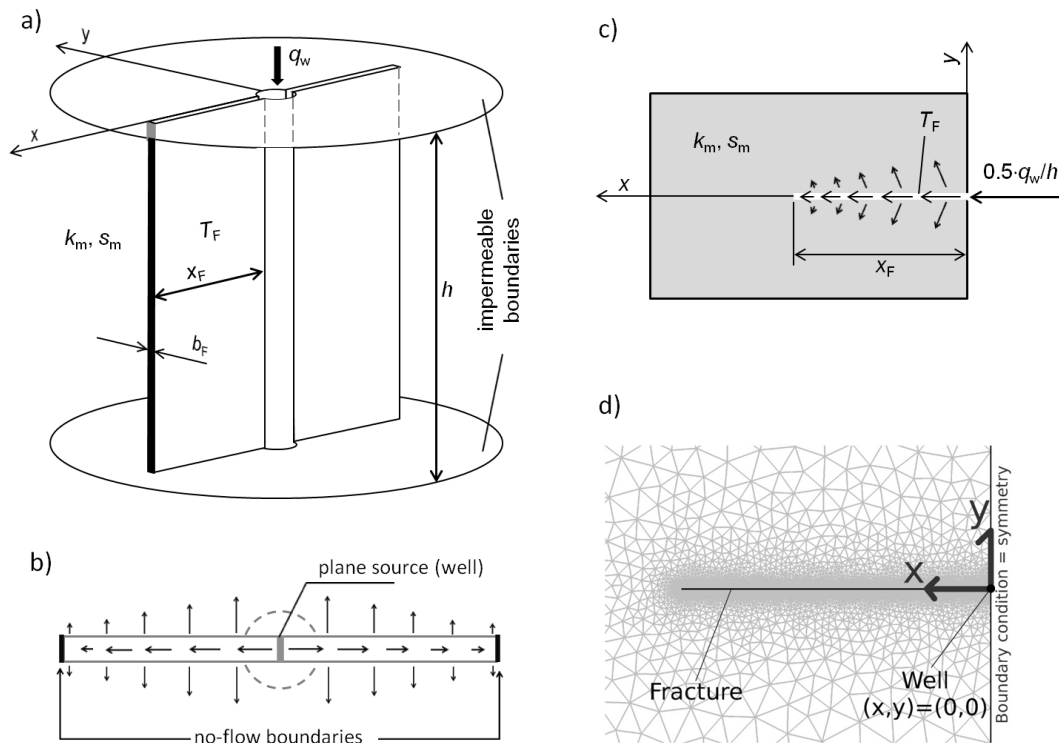 a)
y
q_w
x
k_m, s_m
T_F
x_F
h
b_F
impermeable
boundaries
b)
plane source (well)
no-flow boundaries
c)
y
k_m, s_m
T_F
x
0.5·q_w/h
x_F
d)
y
x
Fracture
Well
(x,y)=(0,0)
Boundary condition = symmetry